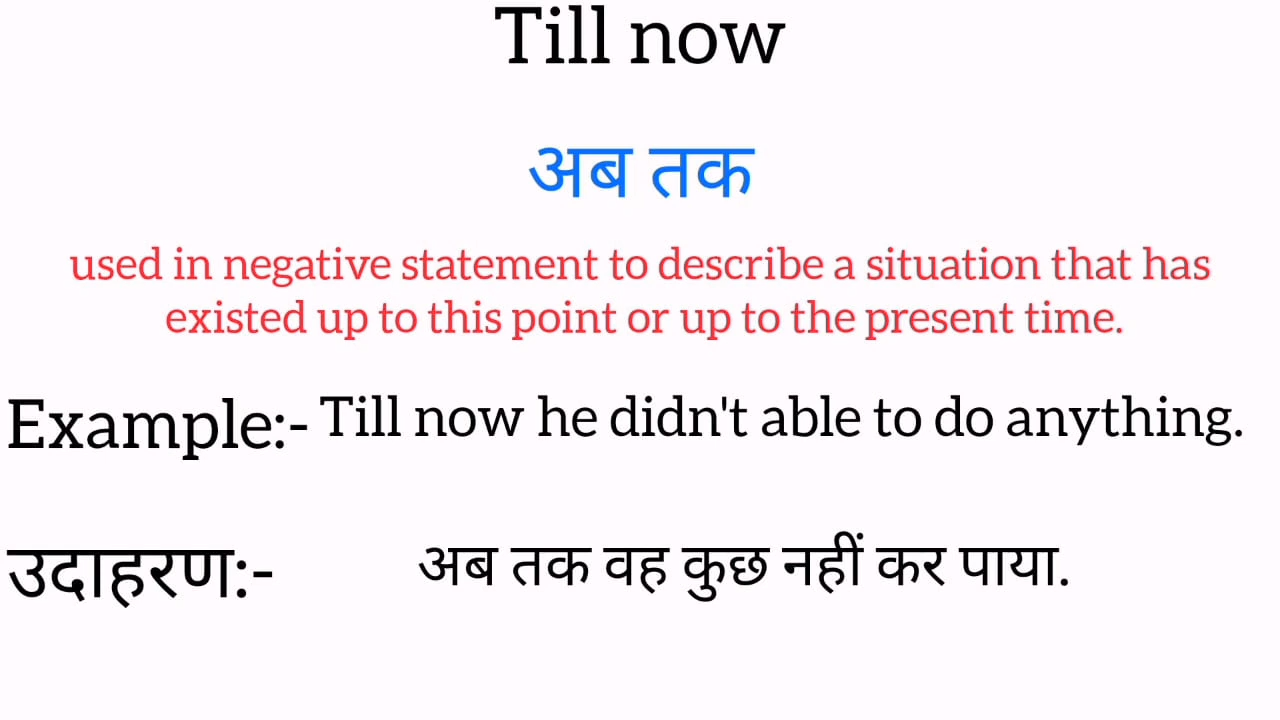 Till now
अब तक
used in negative statement to describe a situation that has
existed up to this point or up to the present time.
Example:- Till now he didn't able to do anything.
उदाहरण:- अब तक वह कुछ नहीं कर पाया.